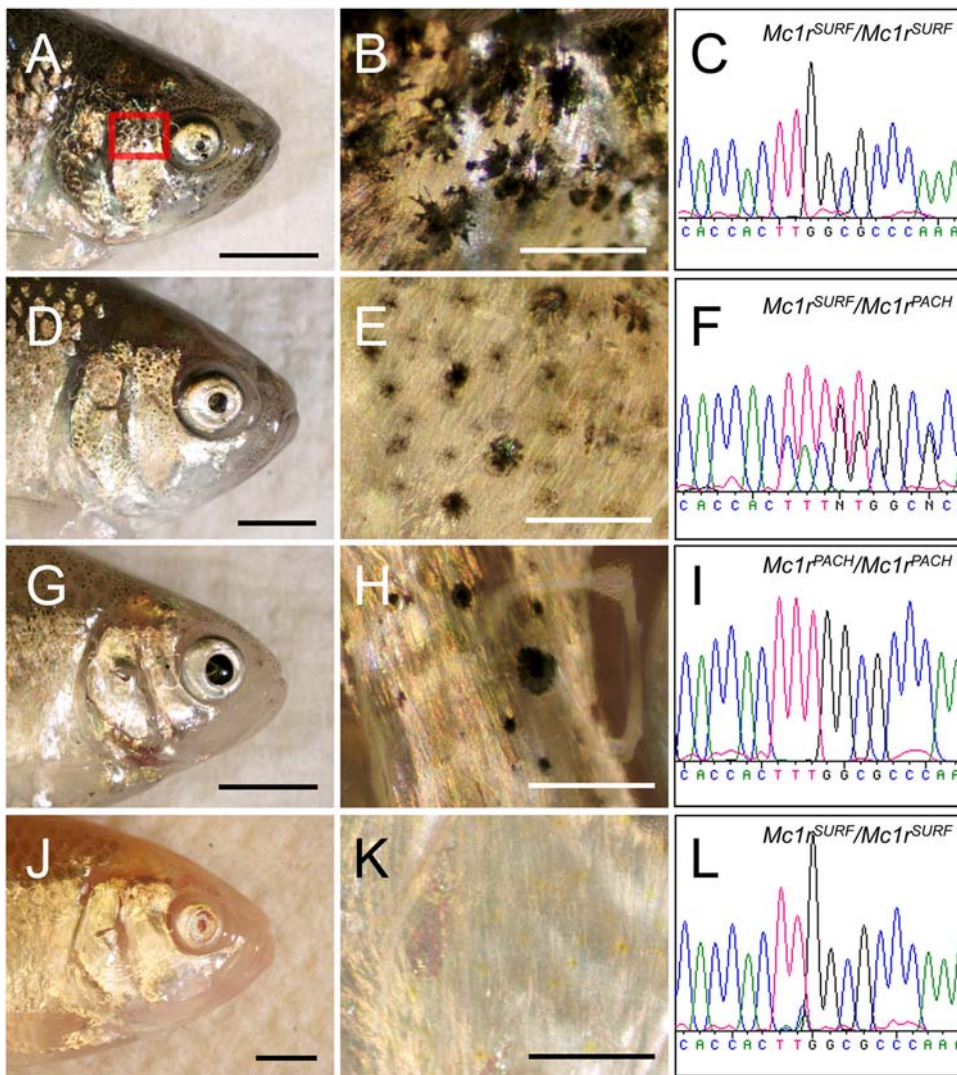 A
B
C
Mc1r^SURF/Mc1r^SURF
CACCACTTGGCGCCCAAA
D
E
F
Mc1r^SURF/Mc1r^PACH
CACCACTTTNTGGCNC
G
H
I
Mc1r^PACH/Mc1r^PACH
CACCACTTTGGCGCCCAA
J
K
L
Mc1r^SURF/Mc1r^SURF
CACCACTTGGCGCCCAAA